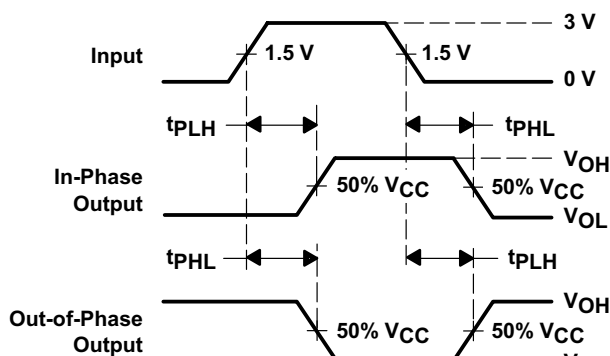 3 V
Input
1.5 V
1.5 V
0 V
tPLH
tPHL
VOH
In-Phase
Output
50% VCC
50% VCC
VOL
tPHL
tPLH
VOH
Out-of-Phase
Output
50% VCC
50% VCC